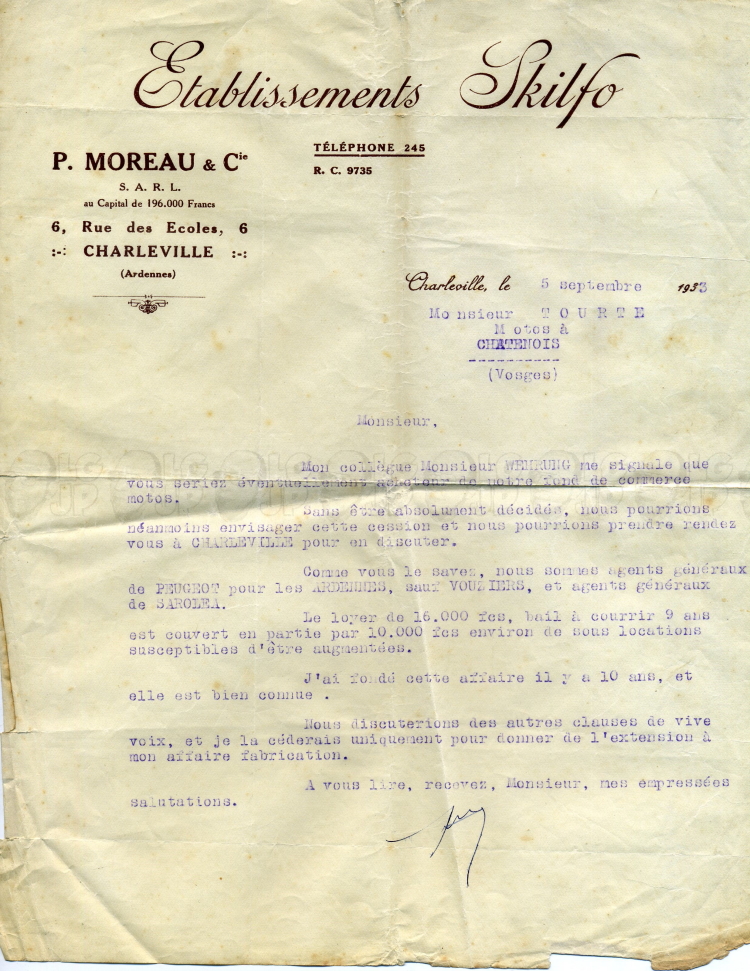 Etablissements Skilfo
P. MOREAU & Cie
S. A. R. L.
au Capital de 196.000 Francs
6, Rue des Ecoles, 6
:-: CHARLEVILLE :-:
(Ardennes)
TÉLÉPHONE 245
R. C. 9735
Charleville, le 5 septembre 1933
Monsieur TOURTE
Motos à
CHATENOIS
(Vosges)
Monsieur,
Mon collègue Monsieur WEHRUNG me signale que
vous seriez éventuellement acheteur de notre fond de commerce
motos.
Sans être absolument décidés, nous pourrions
néanmoins envisager cette cession et nous pourrions prendre rendez
vous à CHARLEVILLE pour en discuter.
Comme vous le savez, nous sommes agents généraux
de PEUGEOT pour les ARDENNES, sauf VOUZIERS, et agents généraux
de SAROLEA.
Le loyer de 16.000 fcs, bail à courrir 9 ans
est couvert en partie par 10.000 fcs environ de sous locations
susceptibles d'être augmentées.
J'ai fondé cette affaire il y a 10 ans, et
elle est bien connue .
Nous discuterions des autres clauses de vive
voix, et je la céderais uniquement pour donner de l'extension à
mon affaire fabrication.
A vous lire, recevez, Monsieur, mes empressées
salutations.